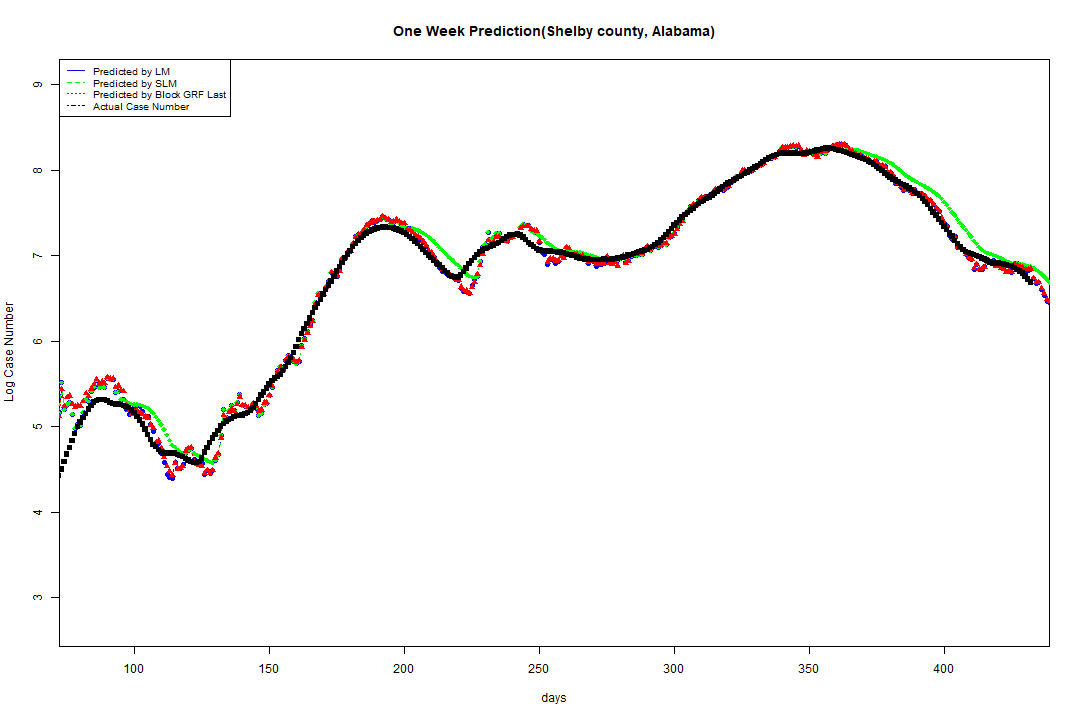 One Week Prediction(Shelby county, Alabama)
Predicted by LM
Predicted by SLM
Predicted by Block GRF Last
Actual Case Number
Log Case Number
9
8
7
6
5
4
3
100 150 200 250 300 350 400
days